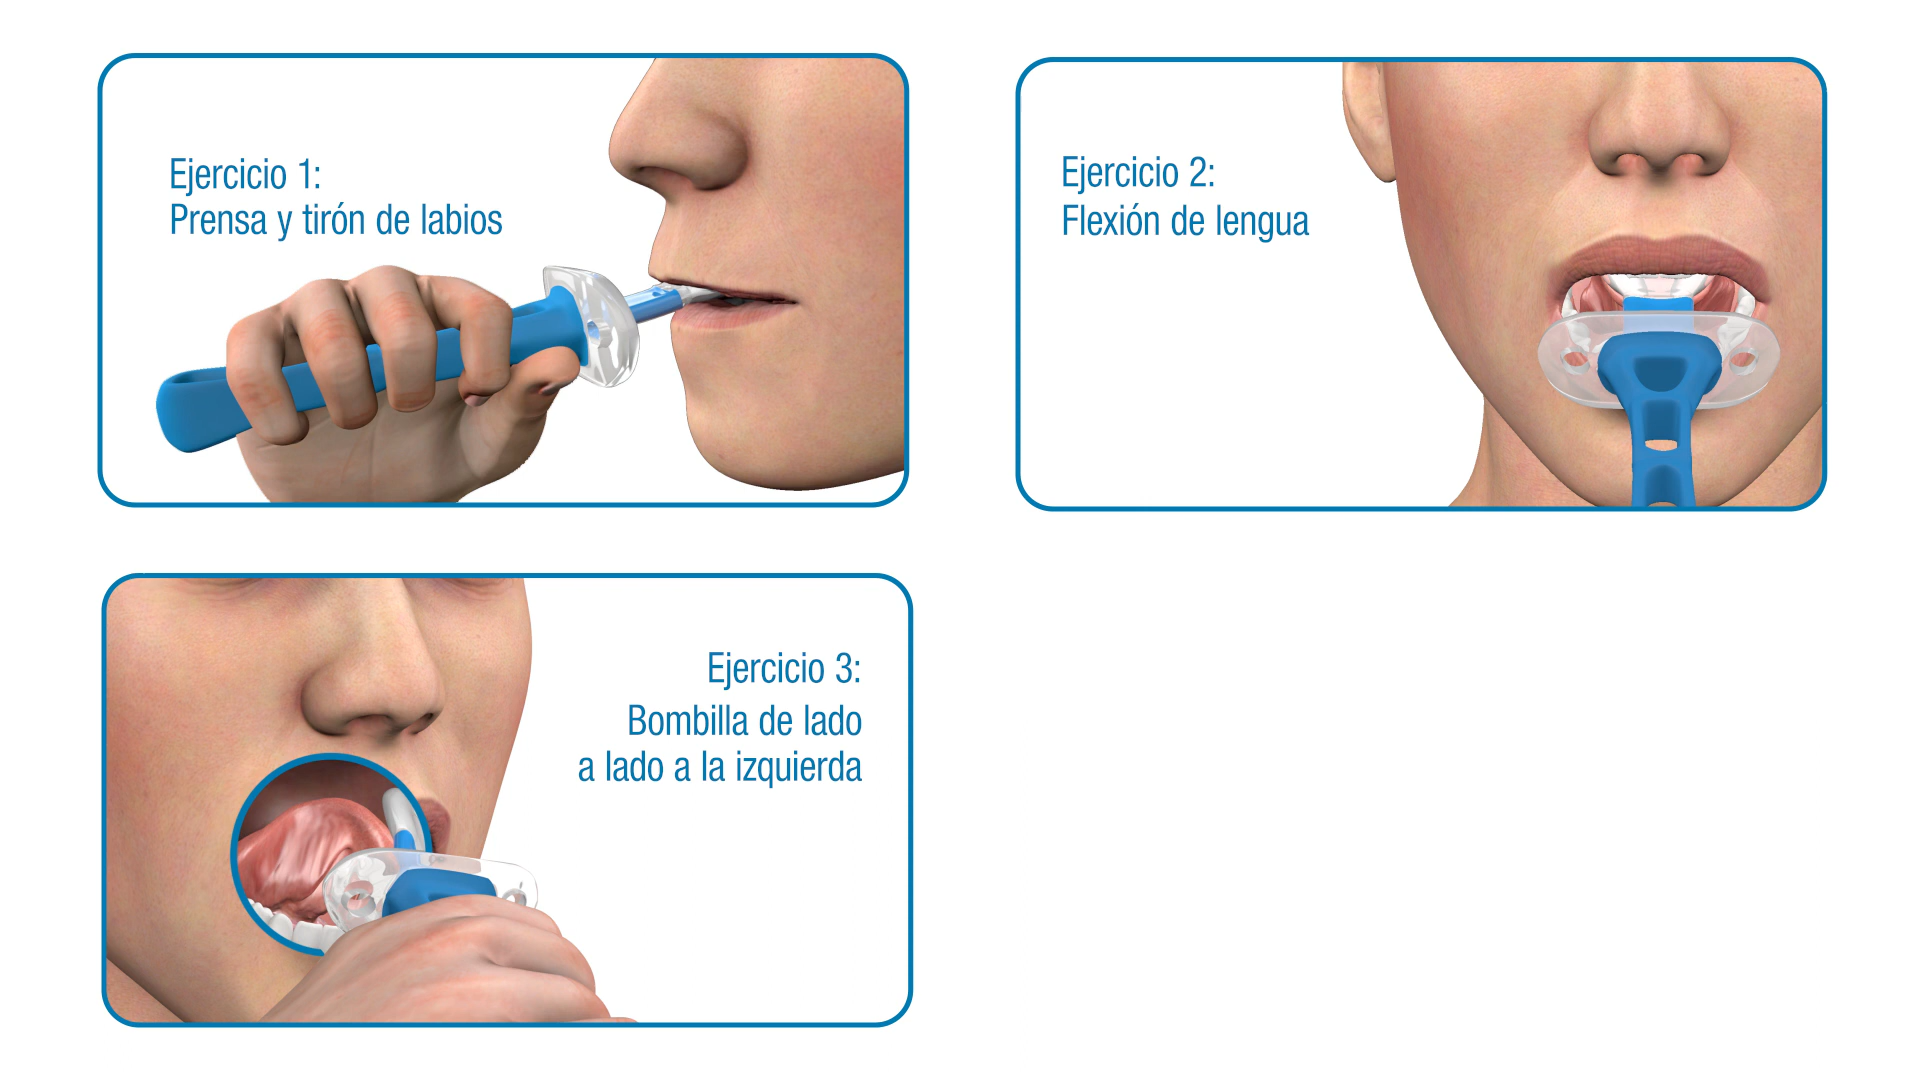 Ejercicio 1:
Prensa y tirón de labios
Ejercicio 2:
Flexión de lengua
Ejercicio 3:
Bombilla de lado
a lado a la izquierda